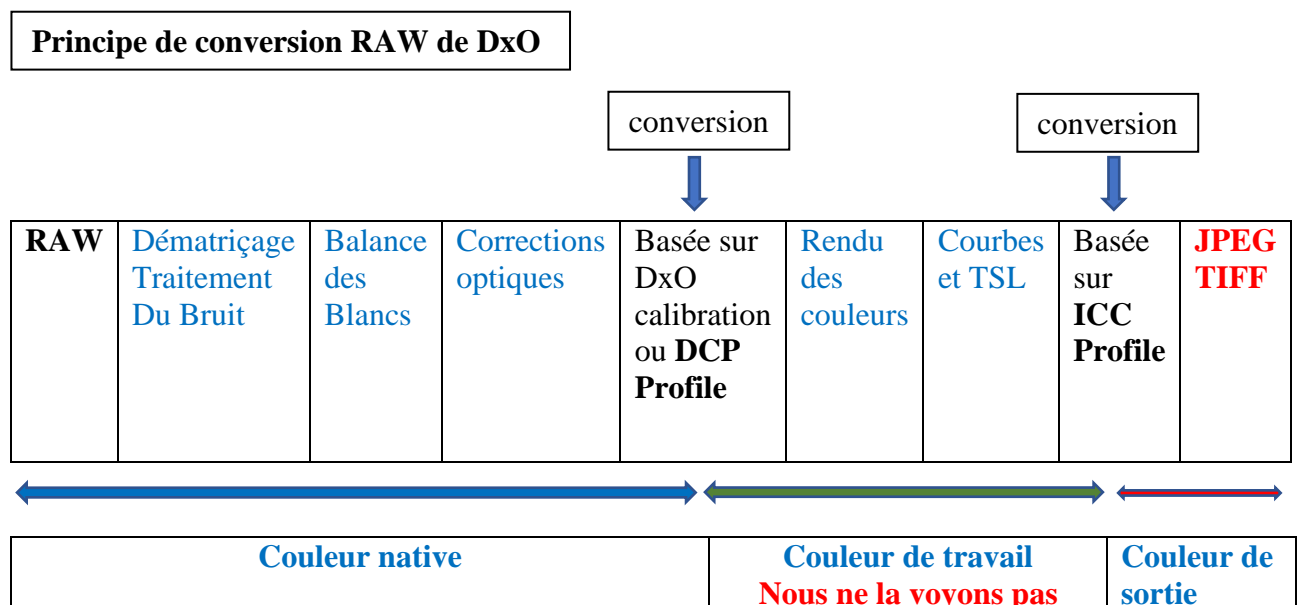 Principe de conversion RAW de DxO
conversion
conversion
RAW
Dématriçage
Traitement
Du Bruit
Balance
des
Blancs
Corrections
optiques
Basée sur
DxO
calibration
ou DCP
Profile
Rendu
des
couleurs
Courbes
et TSL
Basée
sur
ICC
Profile
JPEG
TIFF
Couleur native
Couleur de travail
Nous ne la voyons pas
Couleur de
sortie